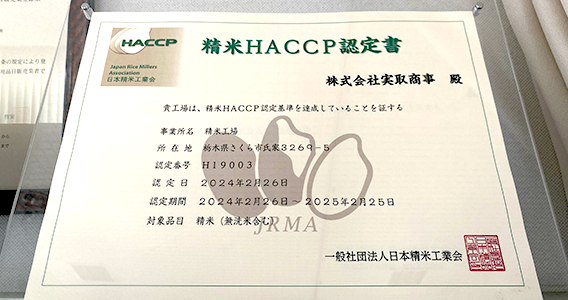 HACCP
Japan Rice Millers
Association
日本精米工業会
精米HACCP認定書
株式会社実取商事 殿
貴工場は、精米HACCP認定基準を達成していることを証する
事業所名 精米工場
所在地 栃木県さくら市氏家3269-5
認定番号 H19003
認定日 2024年2月26日
認定期間 2024年2月26日 ～ 2025年2月25日
対象品目 精米（無洗米含む）
JRMA
一般社団法人日本精米工業会